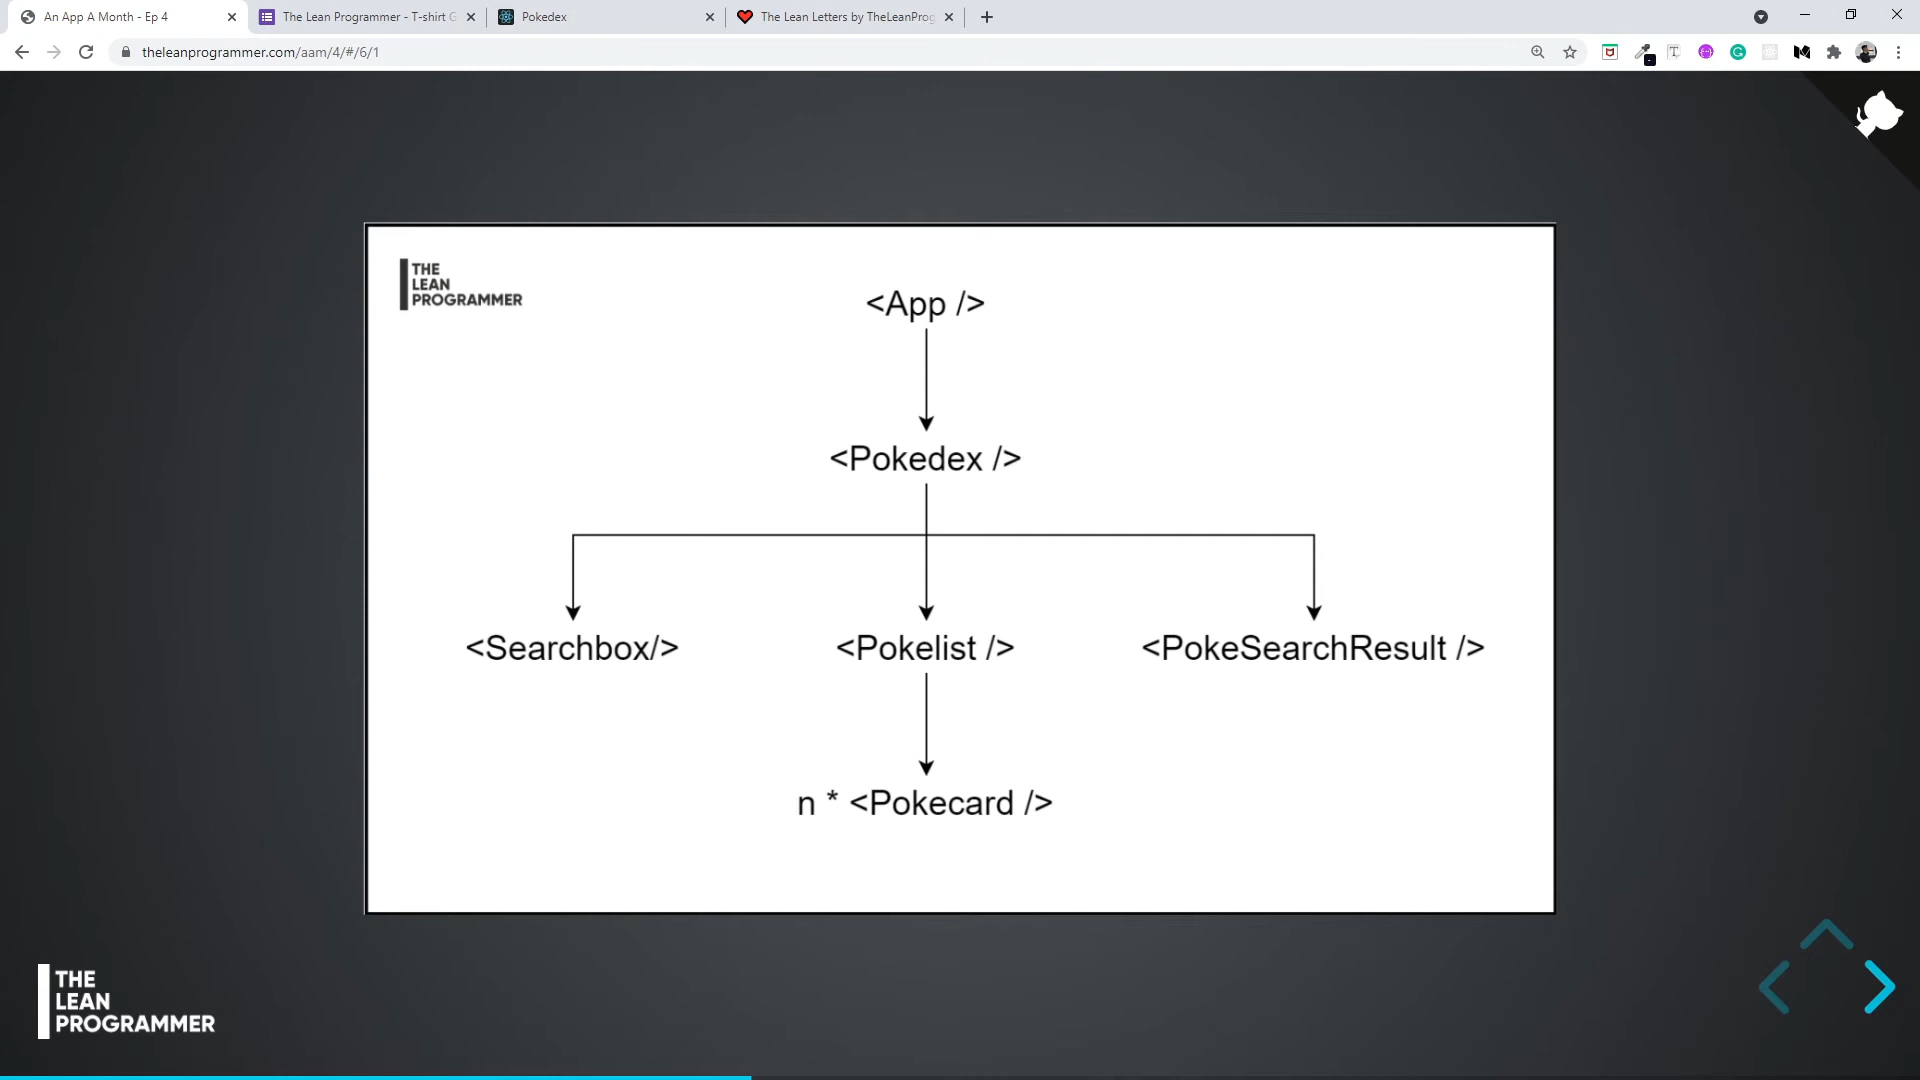 An App A Month - Ep 4
The Lean Programmer - T-shirt G
Pokedex
The Lean Letters by TheLeanProg
theleanprogrammer.com/aam/4/#/6/1
THE
LEAN
PROGRAMMER
<App />
<Pokedex />
<Searchbox/>
<Pokelist />
<PokeSearchResult />
n * <Pokecard />
THE
LEAN
PROGRAMMER